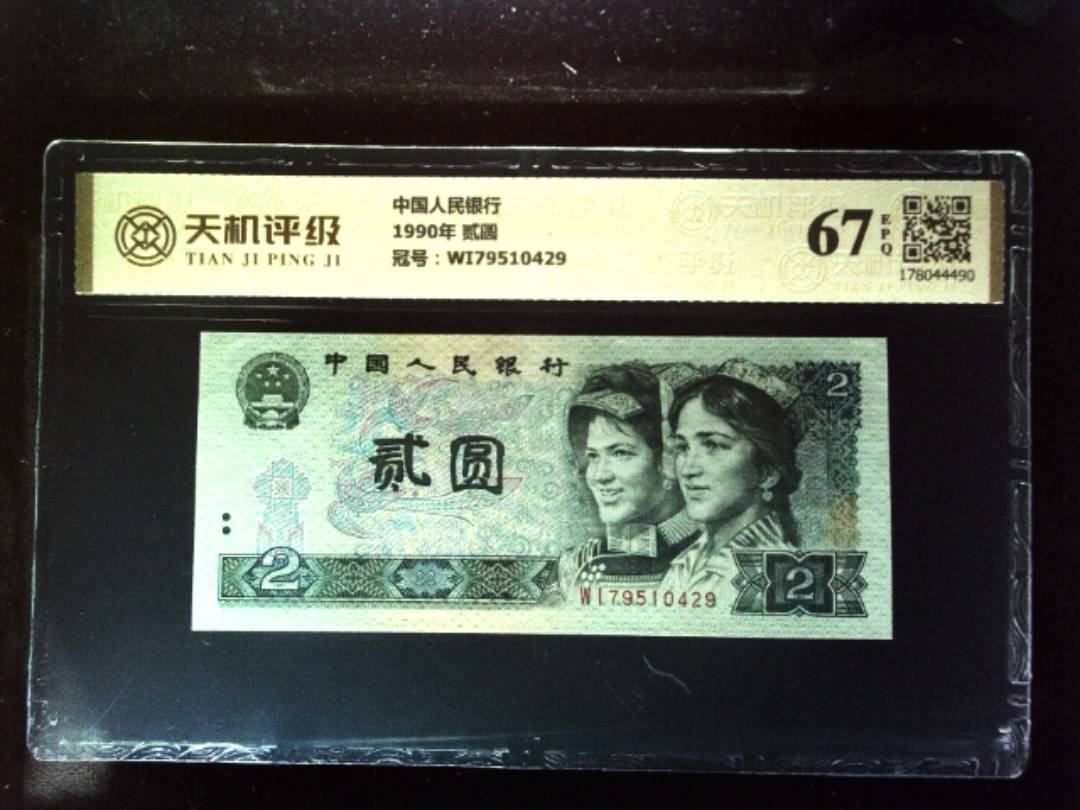 天机评级
TIAN JI PING JI
中国人民银行
1990年 贰圆
冠号：WI79510429
67
EPQ
178044490
中国人民银行
2
贰圆
2
WI79510429
2